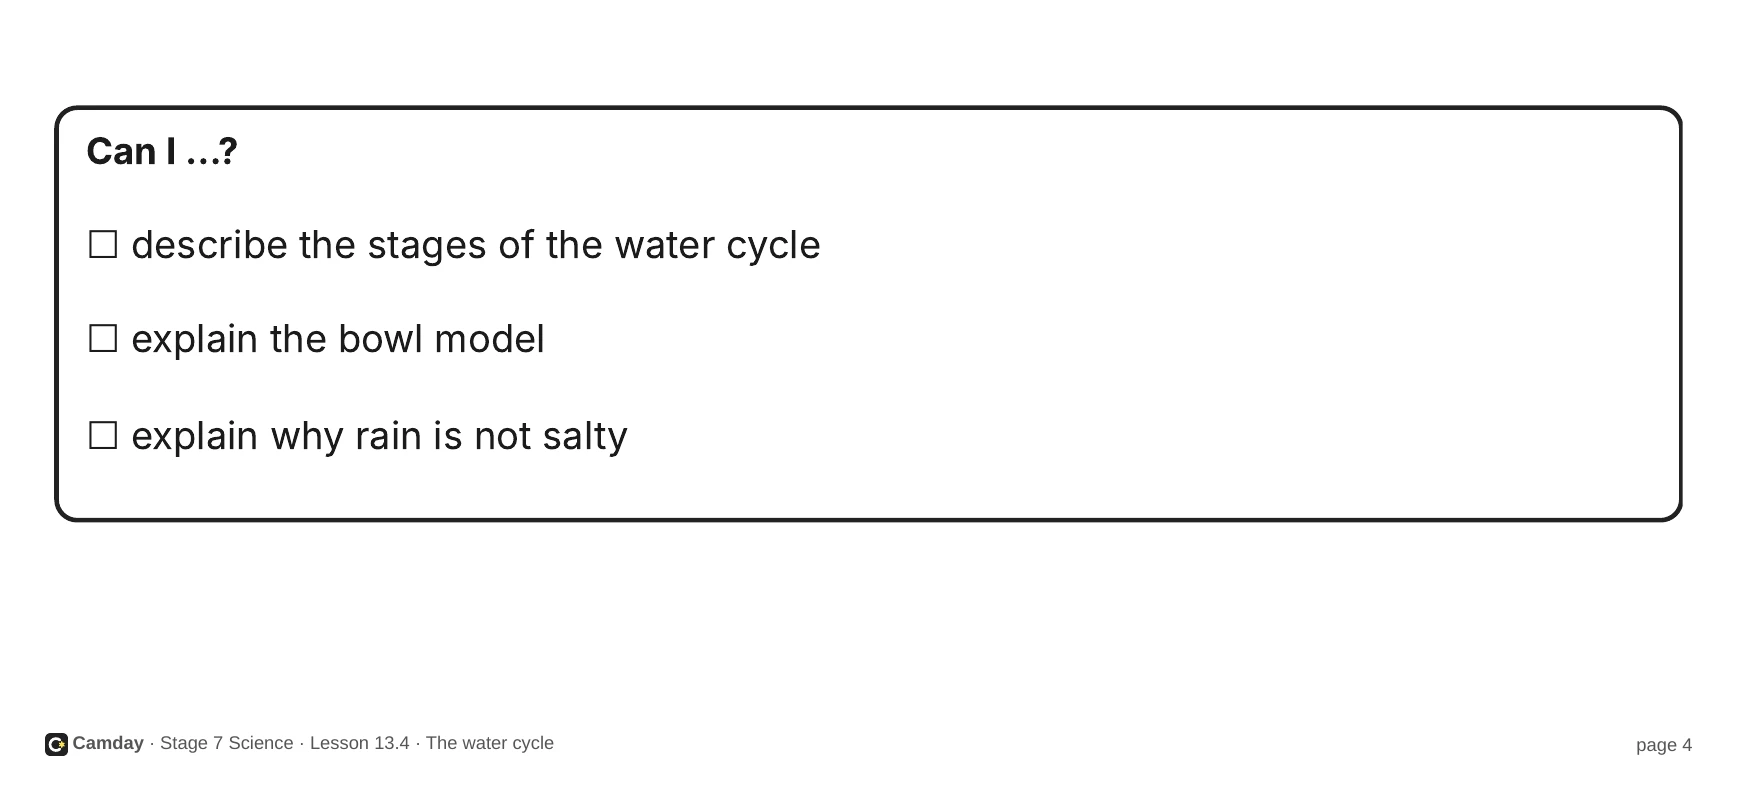 Can I ...?
☐ describe the stages of the water cycle
☐ explain the bowl model
☐ explain why rain is not salty
Camday · Stage 7 Science · Lesson 13.4 · The water cycle
page 4